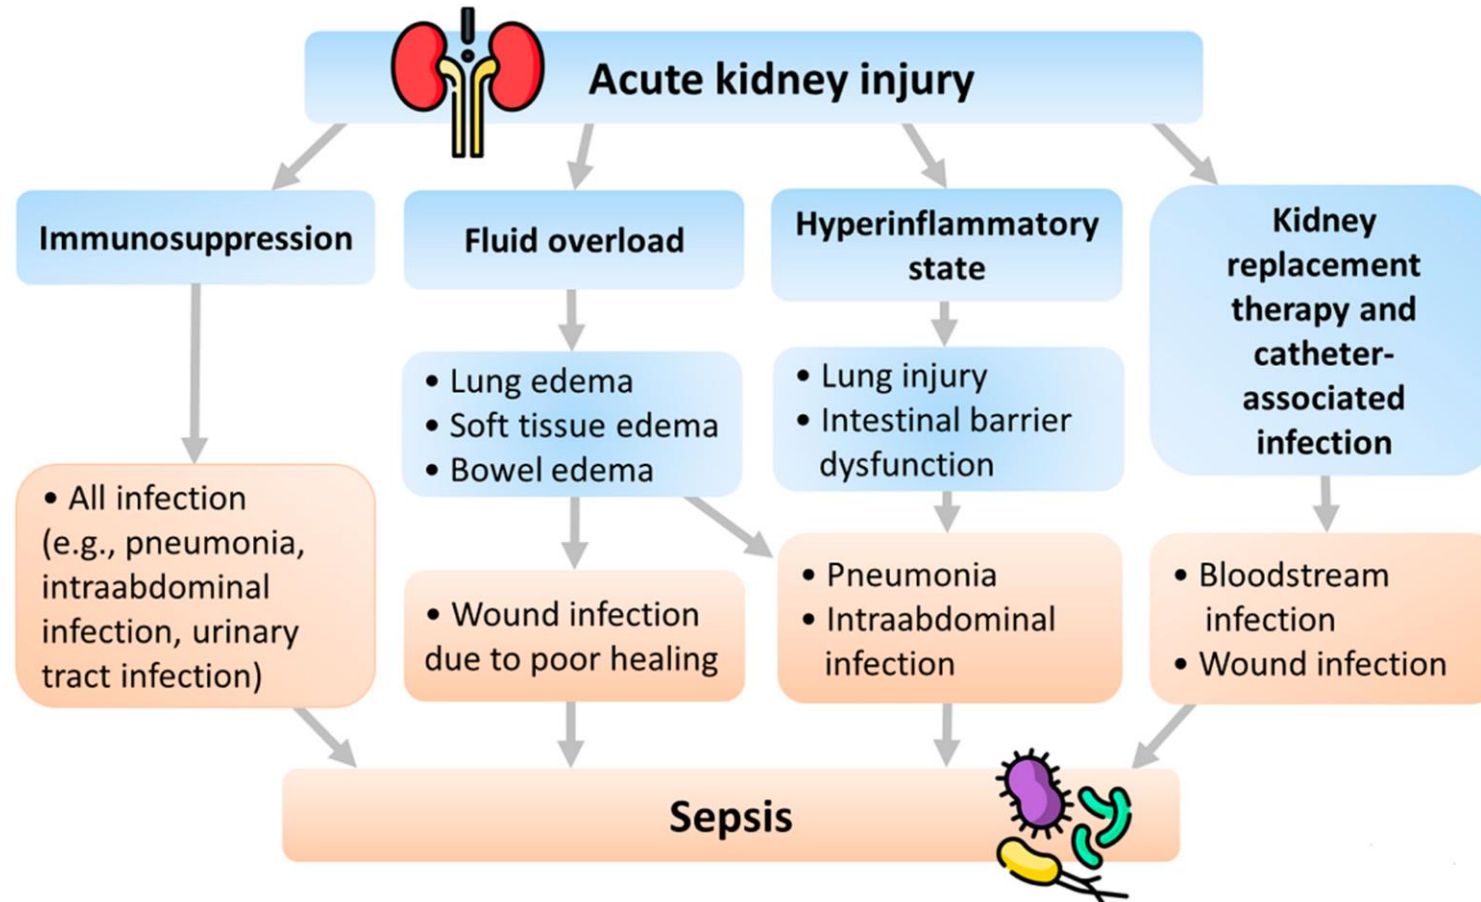 Acute kidney injury
Immunosuppression
Fluid overload
Hyperinflammatory
state
Kidney
replacement
therapy and
catheter-
associated
infection
• Lung edema
• Soft tissue edema
• Bowel edema
• Lung injury
• Intestinal barrier
dysfunction
• All infection
(e.g., pneumonia,
intraabdominal
infection, urinary
tract infection)
• Wound infection
due to poor healing
• Pneumonia
• Intraabdominal
infection
• Bloodstream
infection
• Wound infection
Sepsis